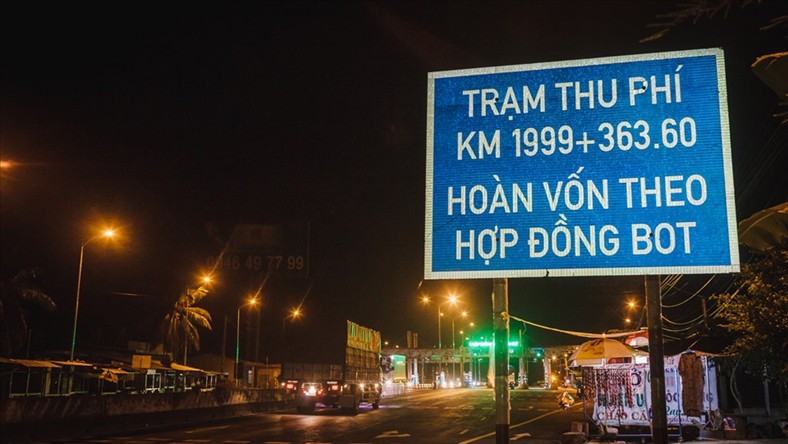 TRẠM THU PHÍ
KM 1999+363.60
HOÀN VỐN THEO
HỢP ĐỒNG BOT
0946 49 77 99